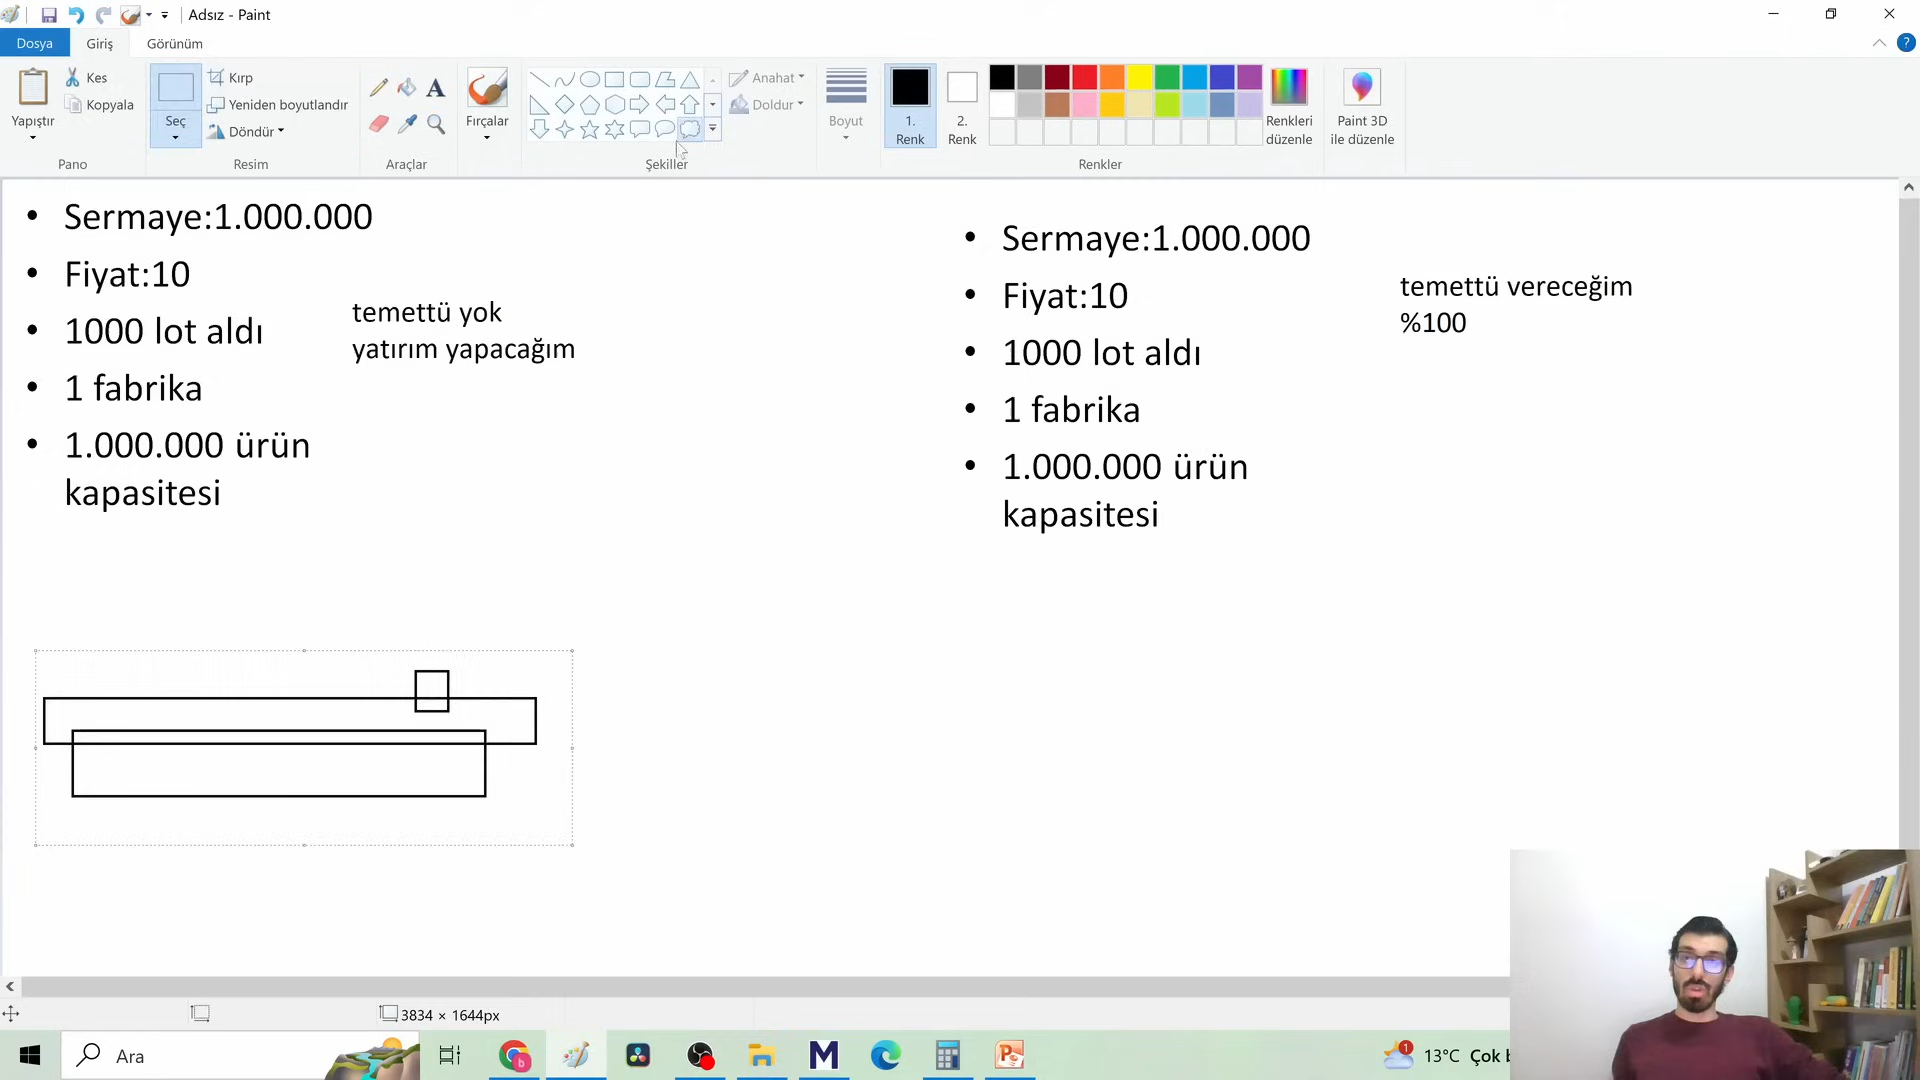 Adsız - Paint
Dosya
Giriş
Görünüm
Yapıştır
Kes
Kopyala
Pano
Seç
Kırp
Yeniden boyutlandır
Döndür
Resim
A
Araçlar
Fırçalar
Anahat
Doldur
Şekiller
Boyut
1.
Renk
2.
Renk
Renkleri
düzenle
Renkler
Paint 3D
ile düzenle
?
• Sermaye:1.000.000
• Fiyat:10
• 1000 lot aldı
• 1 fabrika
• 1.000.000 ürün
kapasitesi
temettü yok
yatırım yapacağım
• Sermaye:1.000.000
• Fiyat:10
• 1000 lot aldı
• 1 fabrika
• 1.000.000 ürün
kapasitesi
temettü vereceğim
%100
3834 × 1644px
Ara
b
M
P
1
13°C Çok